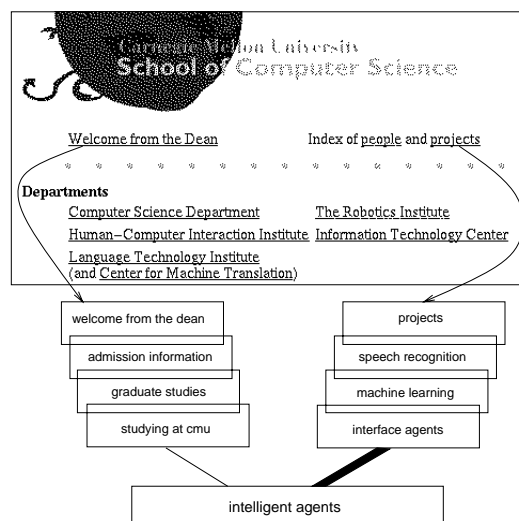 Carnegie Mellon University
School of Computer Science
Welcome from the Dean Index of people and projects
Departments
Computer Science Department The Robotics Institute
Human-Computer Interaction Institute Information Technology Center
Language Technology Institute
(and Center for Machine Translation)
welcome from the dean projects
admission information speech recognition
graduate studies machine learning
studying at cmu interface agents
intelligent agents